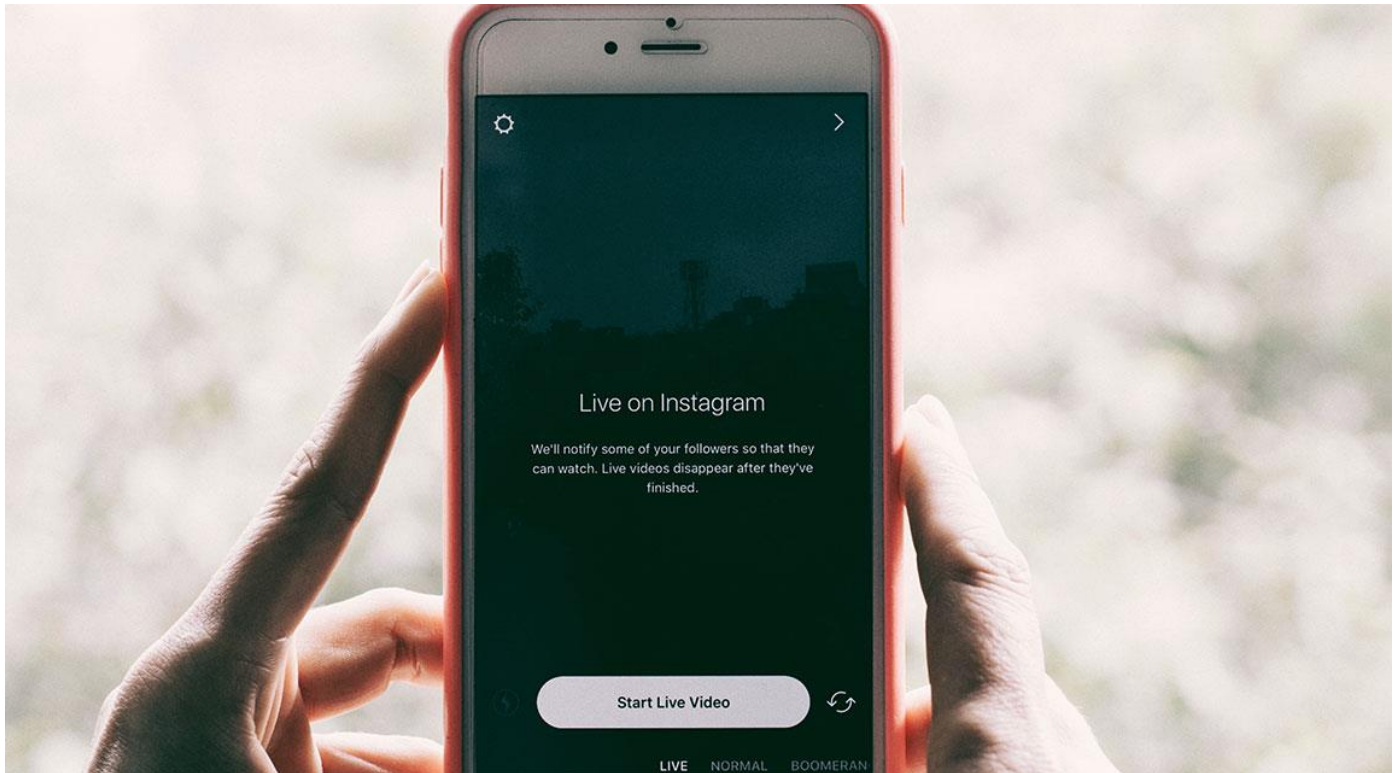 Live on Instagram
We'll notify some of your followers so that they
can watch. Live videos disappear after they've
finished.
Start Live Video
LIVE NORMAL BOOMERAN